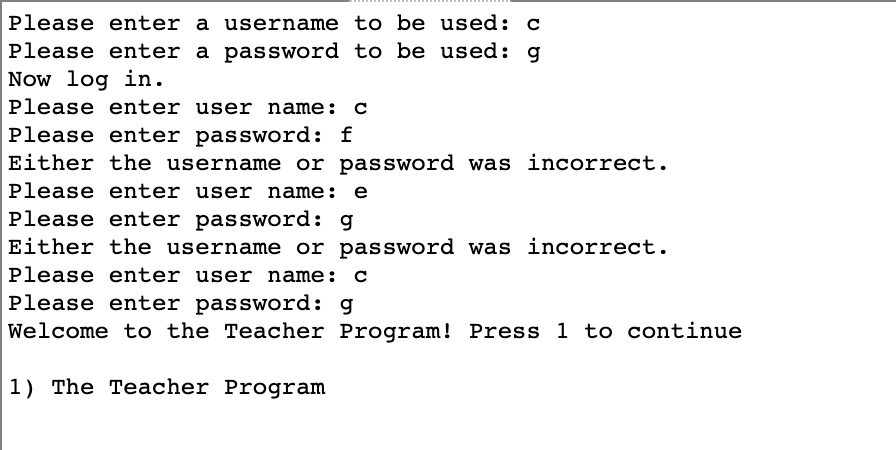 Please enter a username to be used: c
Please enter a password to be used: g
Now log in.
Please enter user name: c
Please enter password: f
Either the username or password was incorrect.
Please enter user name: e
Please enter password: g
Either the username or password was incorrect.
Please enter user name: c
Please enter password: g
Welcome to the Teacher Program! Press 1 to continue
1) The Teacher Program